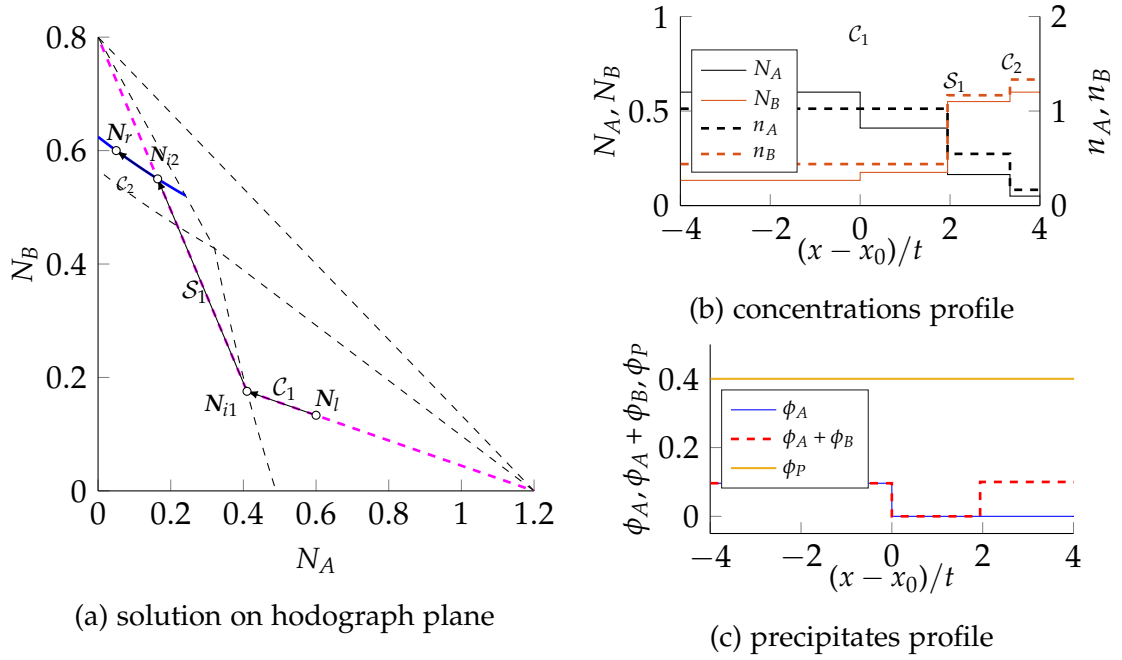 0.8
0.6
0.4
0.2
0
N_B
N_r
N_{i2}
C_2
S_1
N_{i1}
C_1
N_l
0 0.2 0.4 0.6 0.8 1 1.2
N_A
(a) solution on hodograph plane
1
0.5
0
N_A, N_B
C_1
N_A
N_B
n_A
n_B
S_1
C_2
2
1
0
n_A, n_B
−4 −2 0 2 4
(x − x_0)/t
(b) concentrations profile
0.4
0.2
0
ϕ_A, ϕ_A + ϕ_B, ϕ_P
ϕ_A
ϕ_A + ϕ_B
ϕ_P
−4 −2 0 2 4
(x − x_0)/t
(c) precipitates profile